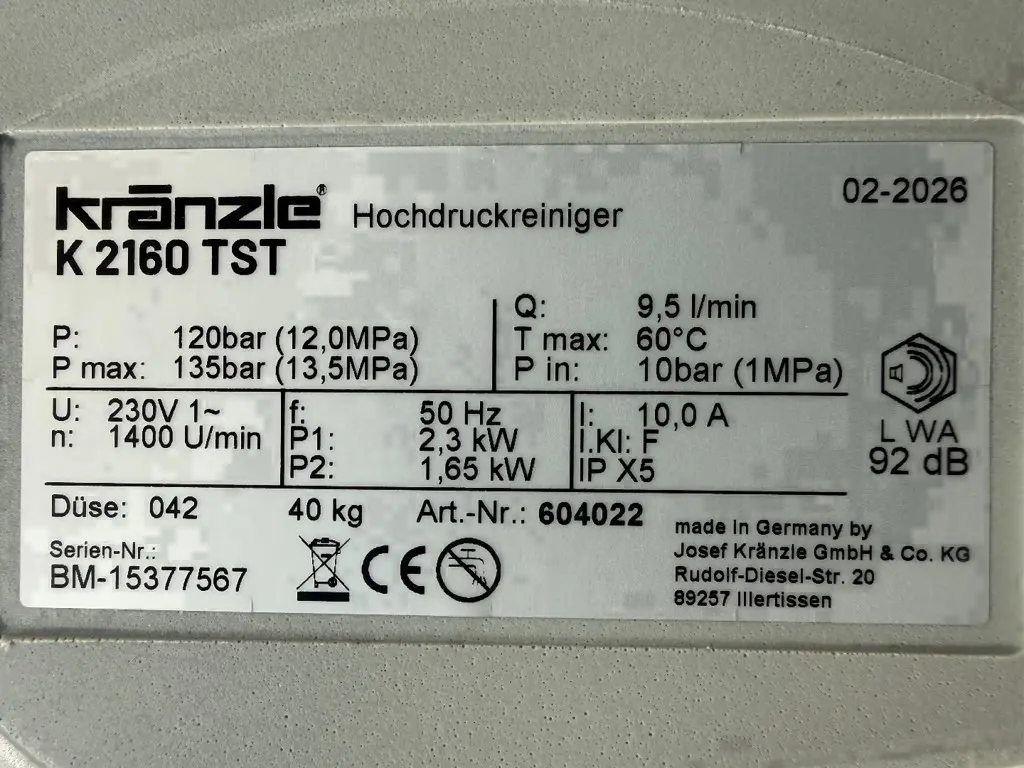 kränzle® Hochdruckreiniger 02-2026
K 2160 TST
P: 120bar (12,0MPa)
P max: 135bar (13,5MPa)
Q: 9,5 l/min
T max: 60°C
P in: 10bar (1MPa)
U: 230V 1~
n: 1400 U/min
f: 50 Hz
P1: 2,3 kW
P2: 1,65 kW
I: 10,0 A
I.Kl: F
IP X5
L WA
92 dB
Düse: 042 40 kg Art.-Nr.: 604022
Serien-Nr.:
BM-15377567
CE
made in Germany by
Josef Kränzle GmbH & Co. KG
Rudolf-Diesel-Str. 20
89257 Illertissen